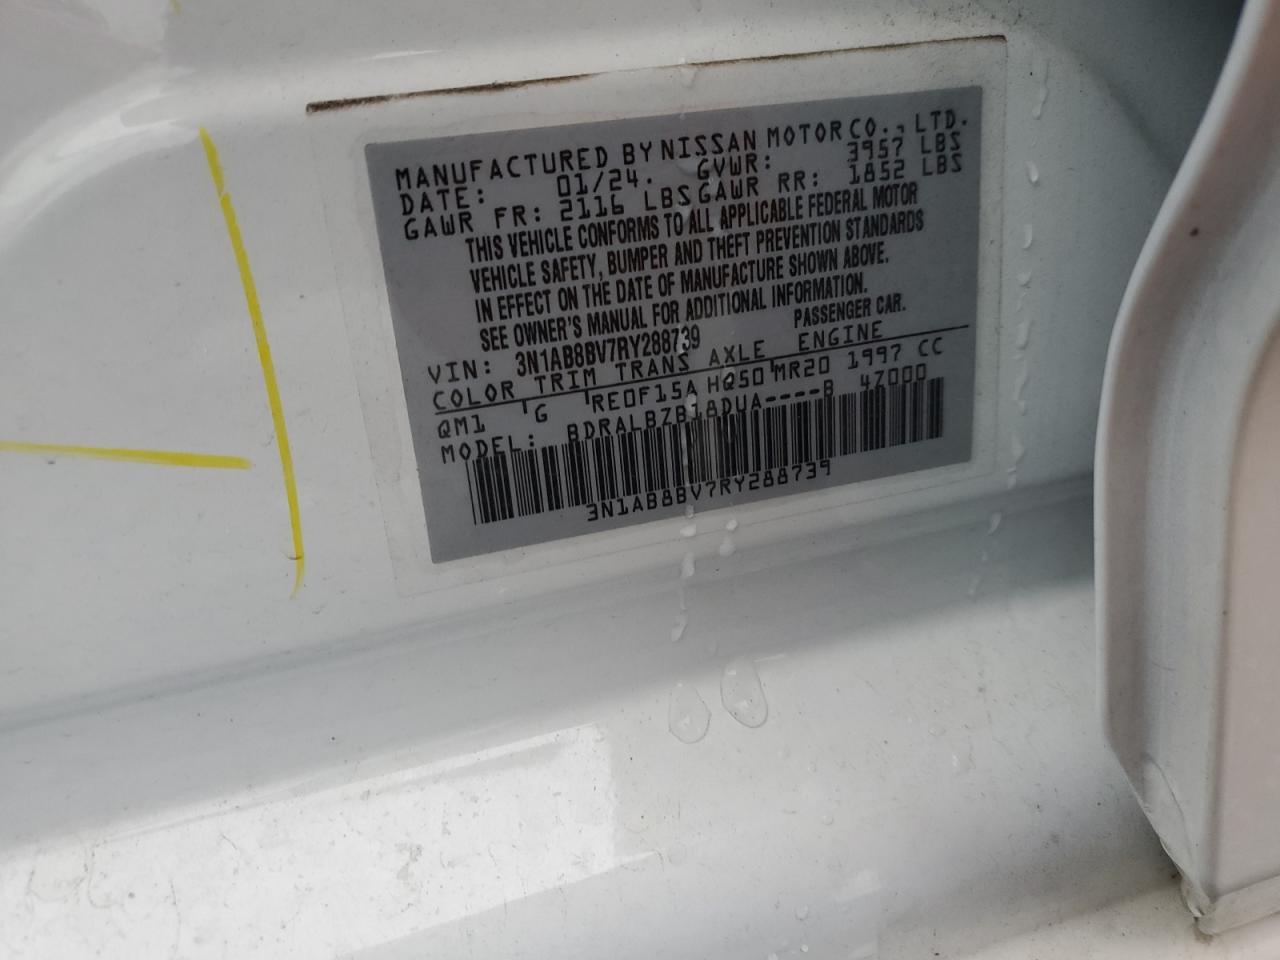 MANUFACTURED BY NISSAN MOTOR CO., LTD.
DATE: 01/24. GVWR: 3957 LBS
GAWR FR: 2116 LBS GAWR RR: 1852 LBS
THIS VEHICLE CONFORMS TO ALL APPLICABLE FEDERAL MOTOR
VEHICLE SAFETY, BUMPER AND THEFT PREVENTION STANDARDS
IN EFFECT ON THE DATE OF MANUFACTURE SHOWN ABOVE.
SEE OWNER'S MANUAL FOR ADDITIONAL INFORMATION.
VIN: 3N1AB8BV7RY288739 PASSENGER CAR.
COLOR TRIM TRANS AXLE ENGINE
QM1 G RE0F15A HQ50 MR20 1997 CC
MODEL: BDRALBZB18DUA----B 47000
3N1AB8BV7RY288739